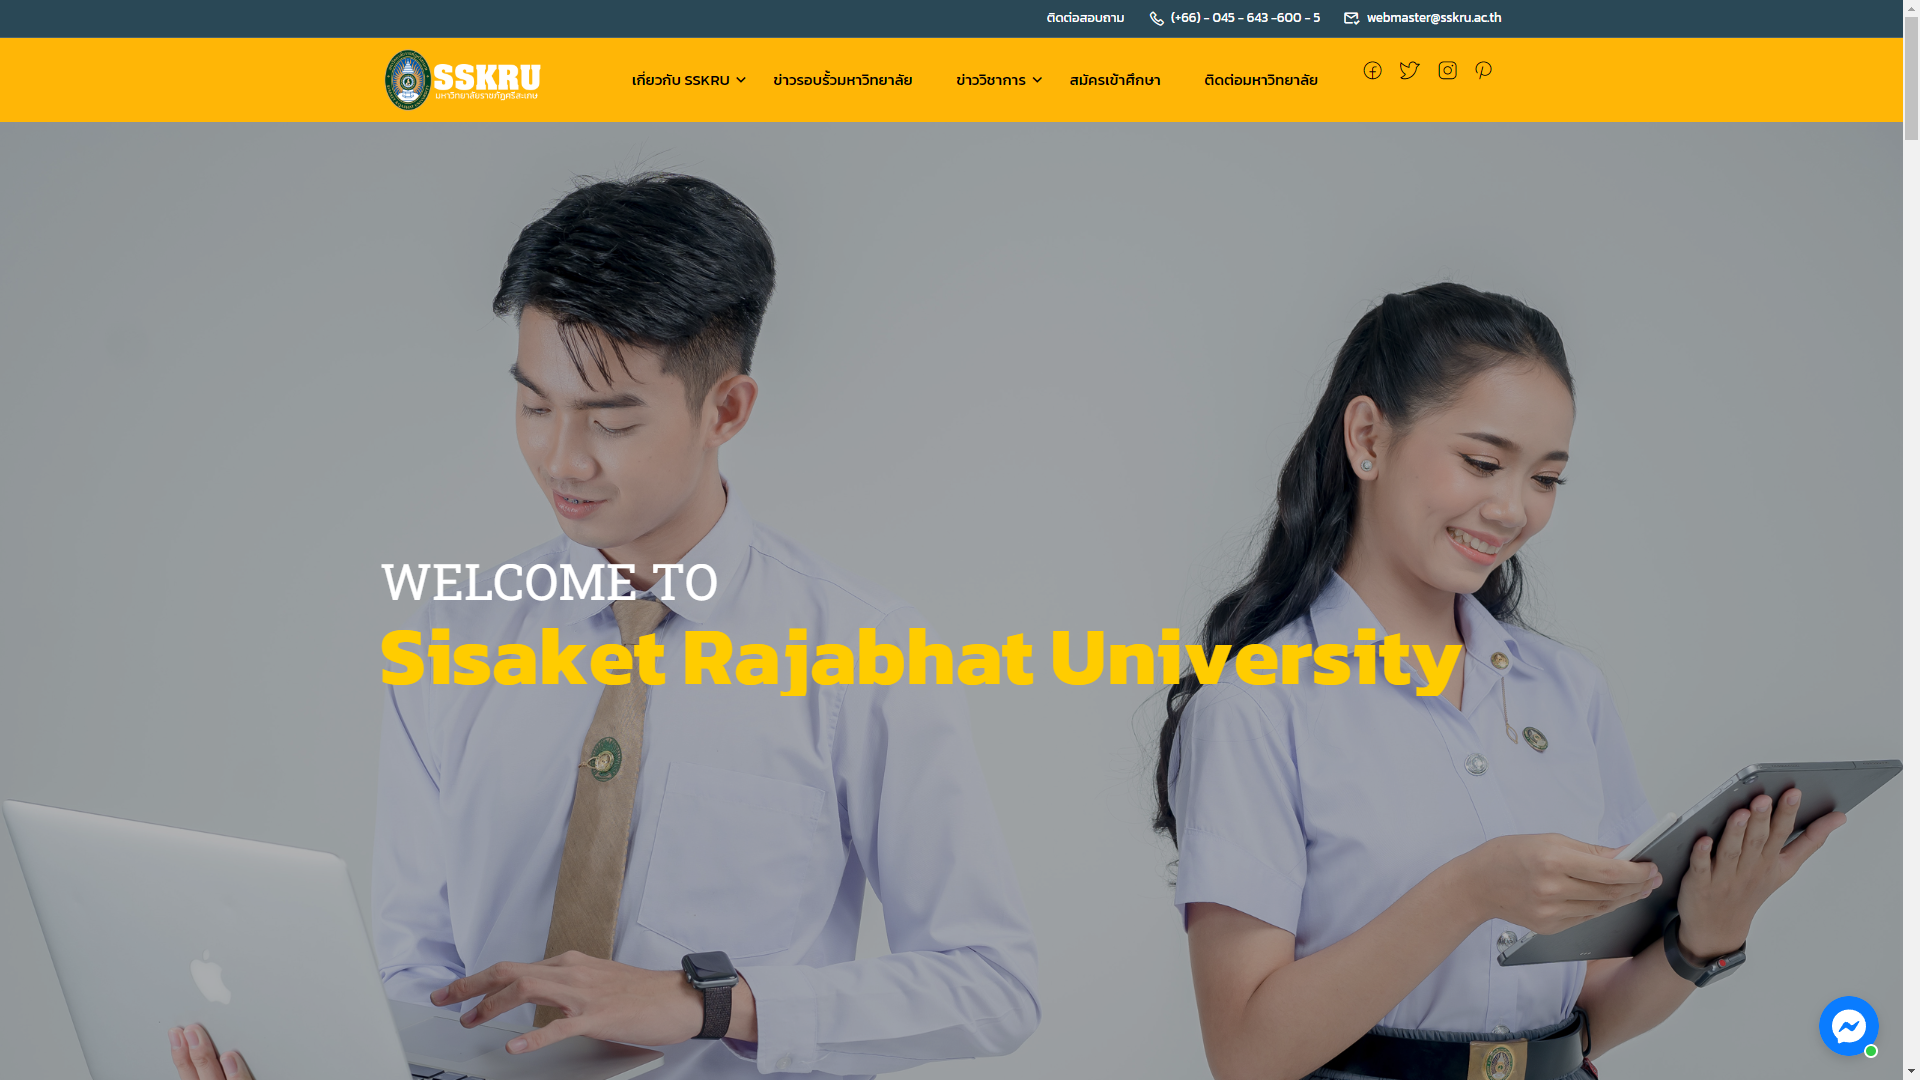 ติดต่อสอบถาม
(+66) - 045 - 643 -600 - 5
webmaster@sskru.ac.th
SSKRU
มหาวิทยาลัยราชภัฏศรีสะเกษ
เกี่ยวกับ SSKRU
ข่าวรอบรั้วมหาวิทยาลัย
ข่าววิชาการ
สมัครเข้าศึกษา
ติดต่อมหาวิทยาลัย
WELCOME TO
Sisaket Rajabhat University